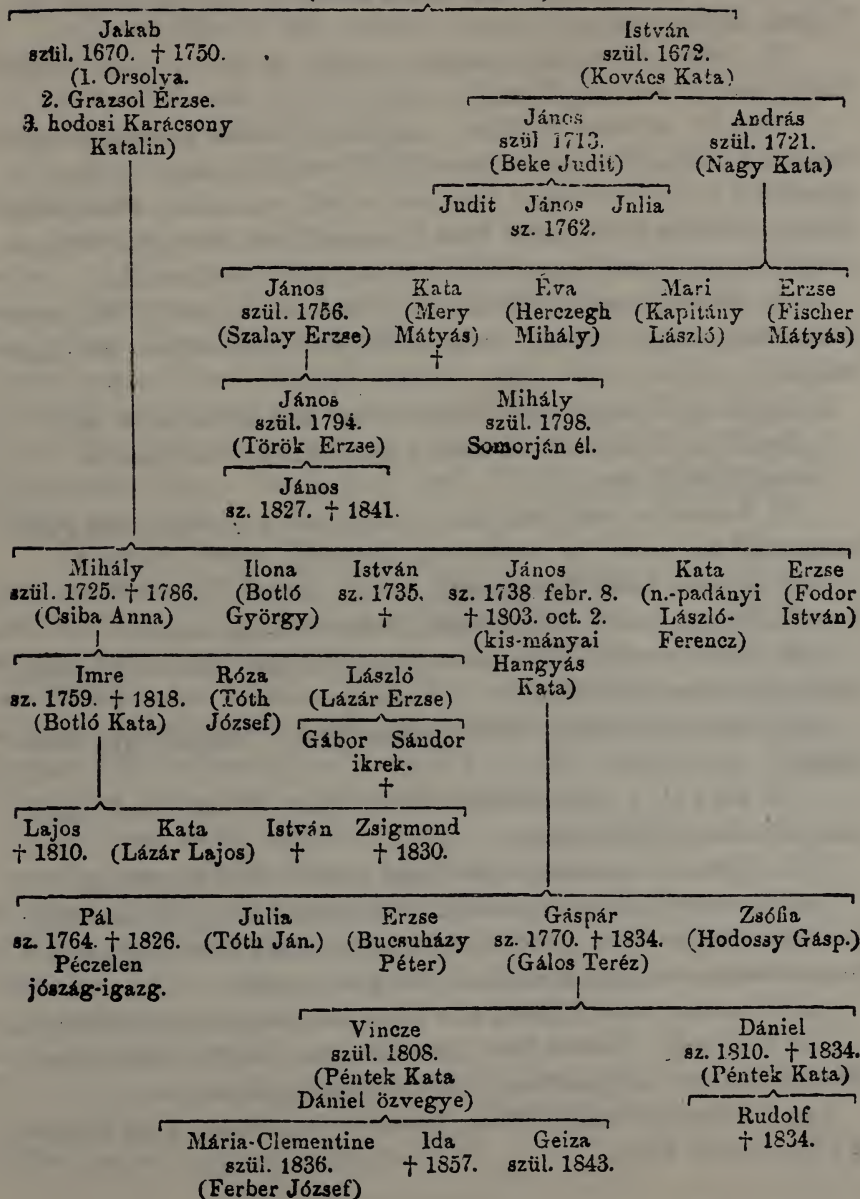 Jakab
szül. 1670. † 1750.
(1. Orsolya.
2. Grazsol Érzse.
3. hodosi Karácsony
Katalin)
István
szül. 1672.
(Kovács Kata)
János
szül 1713.
(Beke Judit)
András
szül. 1721.
(Nagy Kata)
Judit János Jnlia
sz. 1762.
János
szül. 1756.
(Szalay Erzse)
Kata
(Mery
Mátyás)
†
Éva
(Herczegh
Mihály)
Mari
(Kapitány
László)
Erzse
(Fischer
Mátyás)
János
szül. 1794.
(Török Erzse)
Mihály
szül. 1798.
Somorján él.
János
sz. 1827. † 1841.
Mihály
szül. 1725. † 1786.
(Csiba Anna)
Ilona
(Botló
György)
István
sz. 1735.
†
János
sz. 1738 febr. 8.
† 1803. oct. 2.
(kis-mányai
Hangyás
Kata)
Kata
(n.-padányi
László-
Ferencz)
Erzse
(Fodor
István)
Imre
sz. 1759. † 1818.
(Botló Kata)
Róza
(Tóth
József)
László
(Lázár Erzse)
Gábor Sándor
ikrek.
†
Lajos
† 1810.
Kata
(Lázár Lajos)
István
†
Zsigmond
† 1830.
Pál
sz. 1764. † 1826.
Péczelen
jószág-igazg.
Julia
(Tóth Ján.)
Erzse
(Bucsuházy
Péter)
Gáspár
sz. 1770. † 1834.
(Gálos Teréz)
Zsófia
(Hodossy Gásp.)
Vincze
szül. 1808.
(Péntek Kata
Dániel özvegye)
Dániel
sz. 1810. † 1834.
(Péntek Kata)
Rudolf
† 1834.
Mária-Clementine
szül. 1836.
(Ferber József)
Ida
† 1857.
Geiza
szül. 1843.